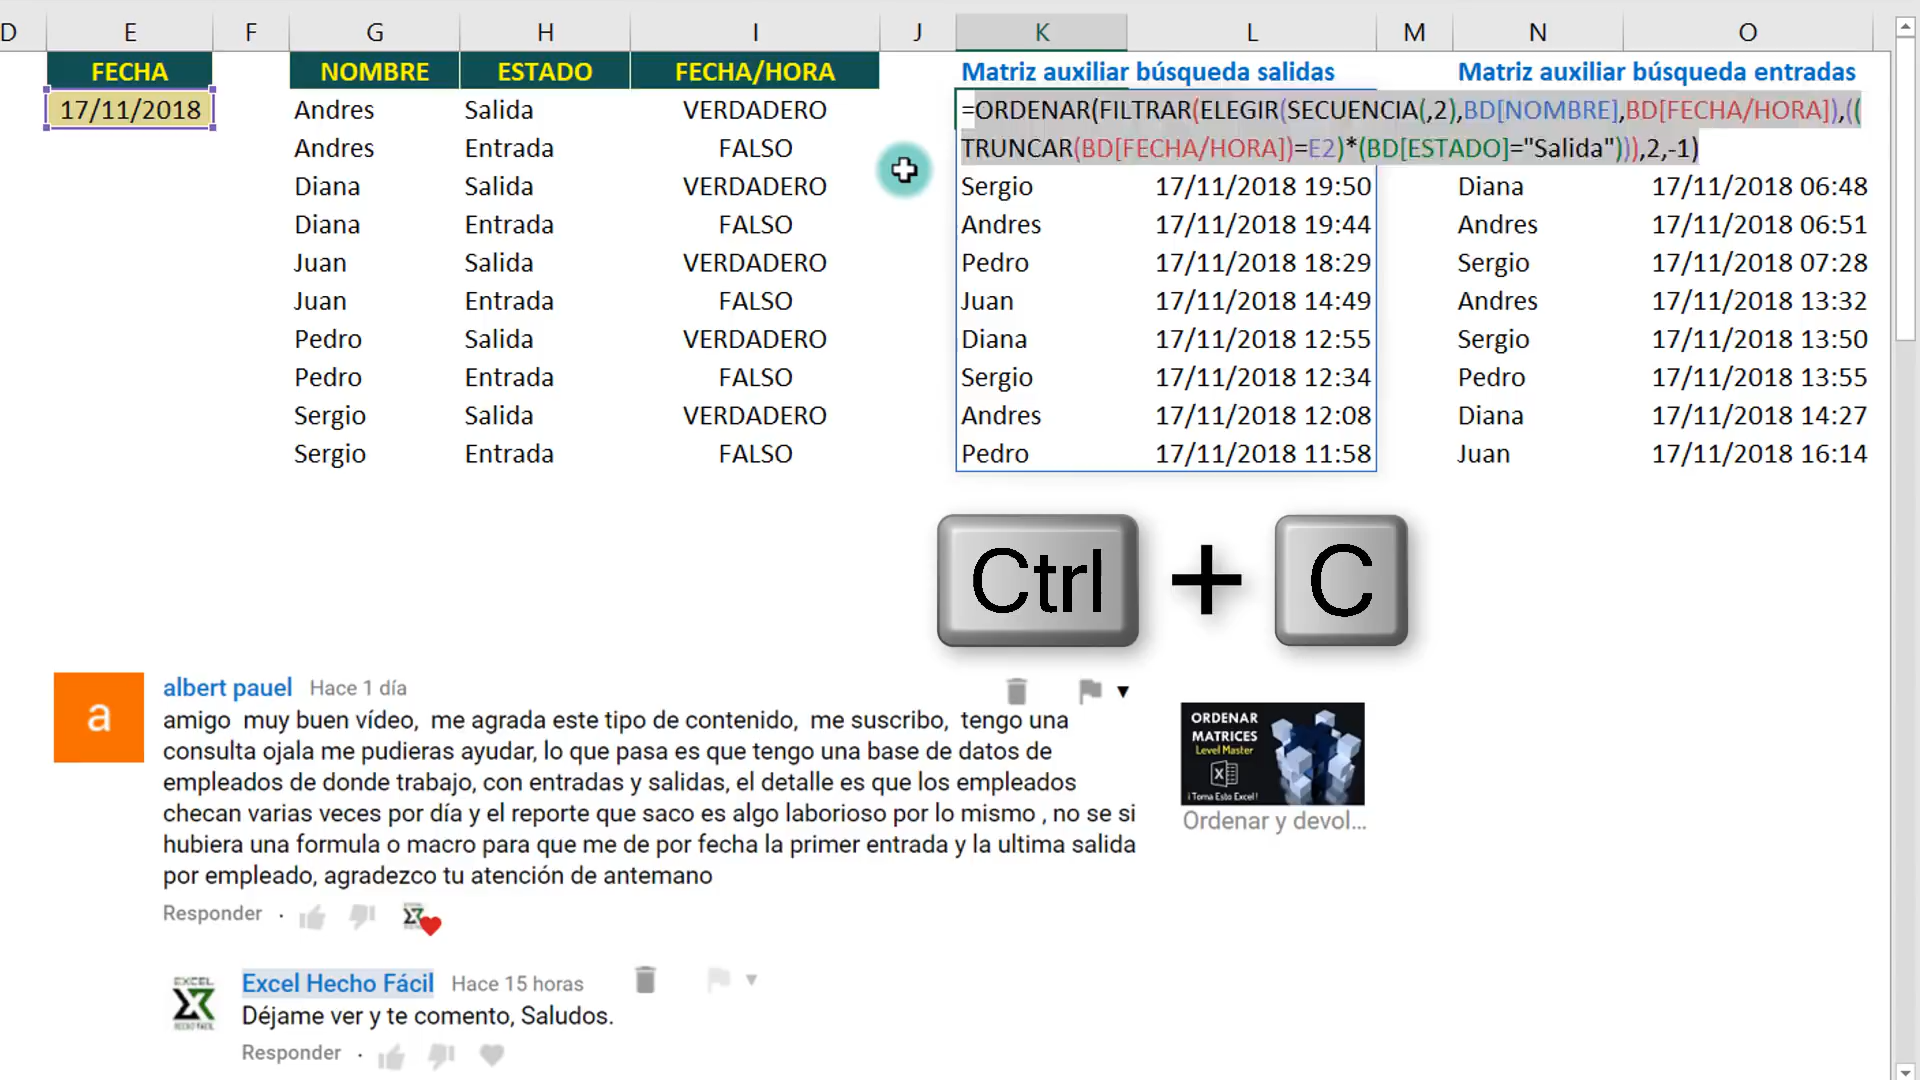 D E F G H I J K L M N O
FECHA NOMBRE ESTADO FECHA/HORA Matriz auxiliar búsqueda salidas Matriz auxiliar búsqueda entradas
17/11/2018 Andres Salida VERDADERO =ORDENAR(FILTRAR(ELEGIR(SECUENCIA(,2),BD[NOMBRE],BD[FECHA/HORA]),((
Andres Entrada FALSO TRUNCAR(BD[FECHA/HORA])=E2)*(BD[ESTADO]="Salida"))),2,-1)
Diana Salida VERDADERO Sergio 17/11/2018 19:50 Diana 17/11/2018 06:48
Diana Entrada FALSO Andres 17/11/2018 19:44 Andres 17/11/2018 06:51
Juan Salida VERDADERO Pedro 17/11/2018 18:29 Sergio 17/11/2018 07:28
Juan Entrada FALSO Juan 17/11/2018 14:49 Andres 17/11/2018 13:32
Pedro Salida VERDADERO Diana 17/11/2018 12:55 Sergio 17/11/2018 13:50
Pedro Entrada FALSO Sergio 17/11/2018 12:34 Pedro 17/11/2018 13:55
Sergio Salida VERDADERO Andres 17/11/2018 12:08 Diana 17/11/2018 14:27
Sergio Entrada FALSO Pedro 17/11/2018 11:58 Juan 17/11/2018 16:14
Ctrl + C
a
albert pauel Hace 1 día
amigo muy buen vídeo, me agrada este tipo de contenido, me suscribo, tengo una
consulta ojala me pudieras ayudar, lo que pasa es que tengo una base de datos de
empleados de donde trabajo, con entradas y salidas, el detalle es que los empleados
checan varias veces por día y el reporte que saco es algo laborioso por lo mismo , no se si
hubiera una formula o macro para que me de por fecha la primer entrada y la ultima salida
por empleado, agradezco tu atención de antemano
Responder ·
ORDENAR
MATRICES
Level Master
X
¡ Toma Esto Excel !
Ordenar y devol...
EXCEL
HECHO FÁCIL
Excel Hecho Fácil Hace 15 horas
Déjame ver y te comento, Saludos.
Responder ·